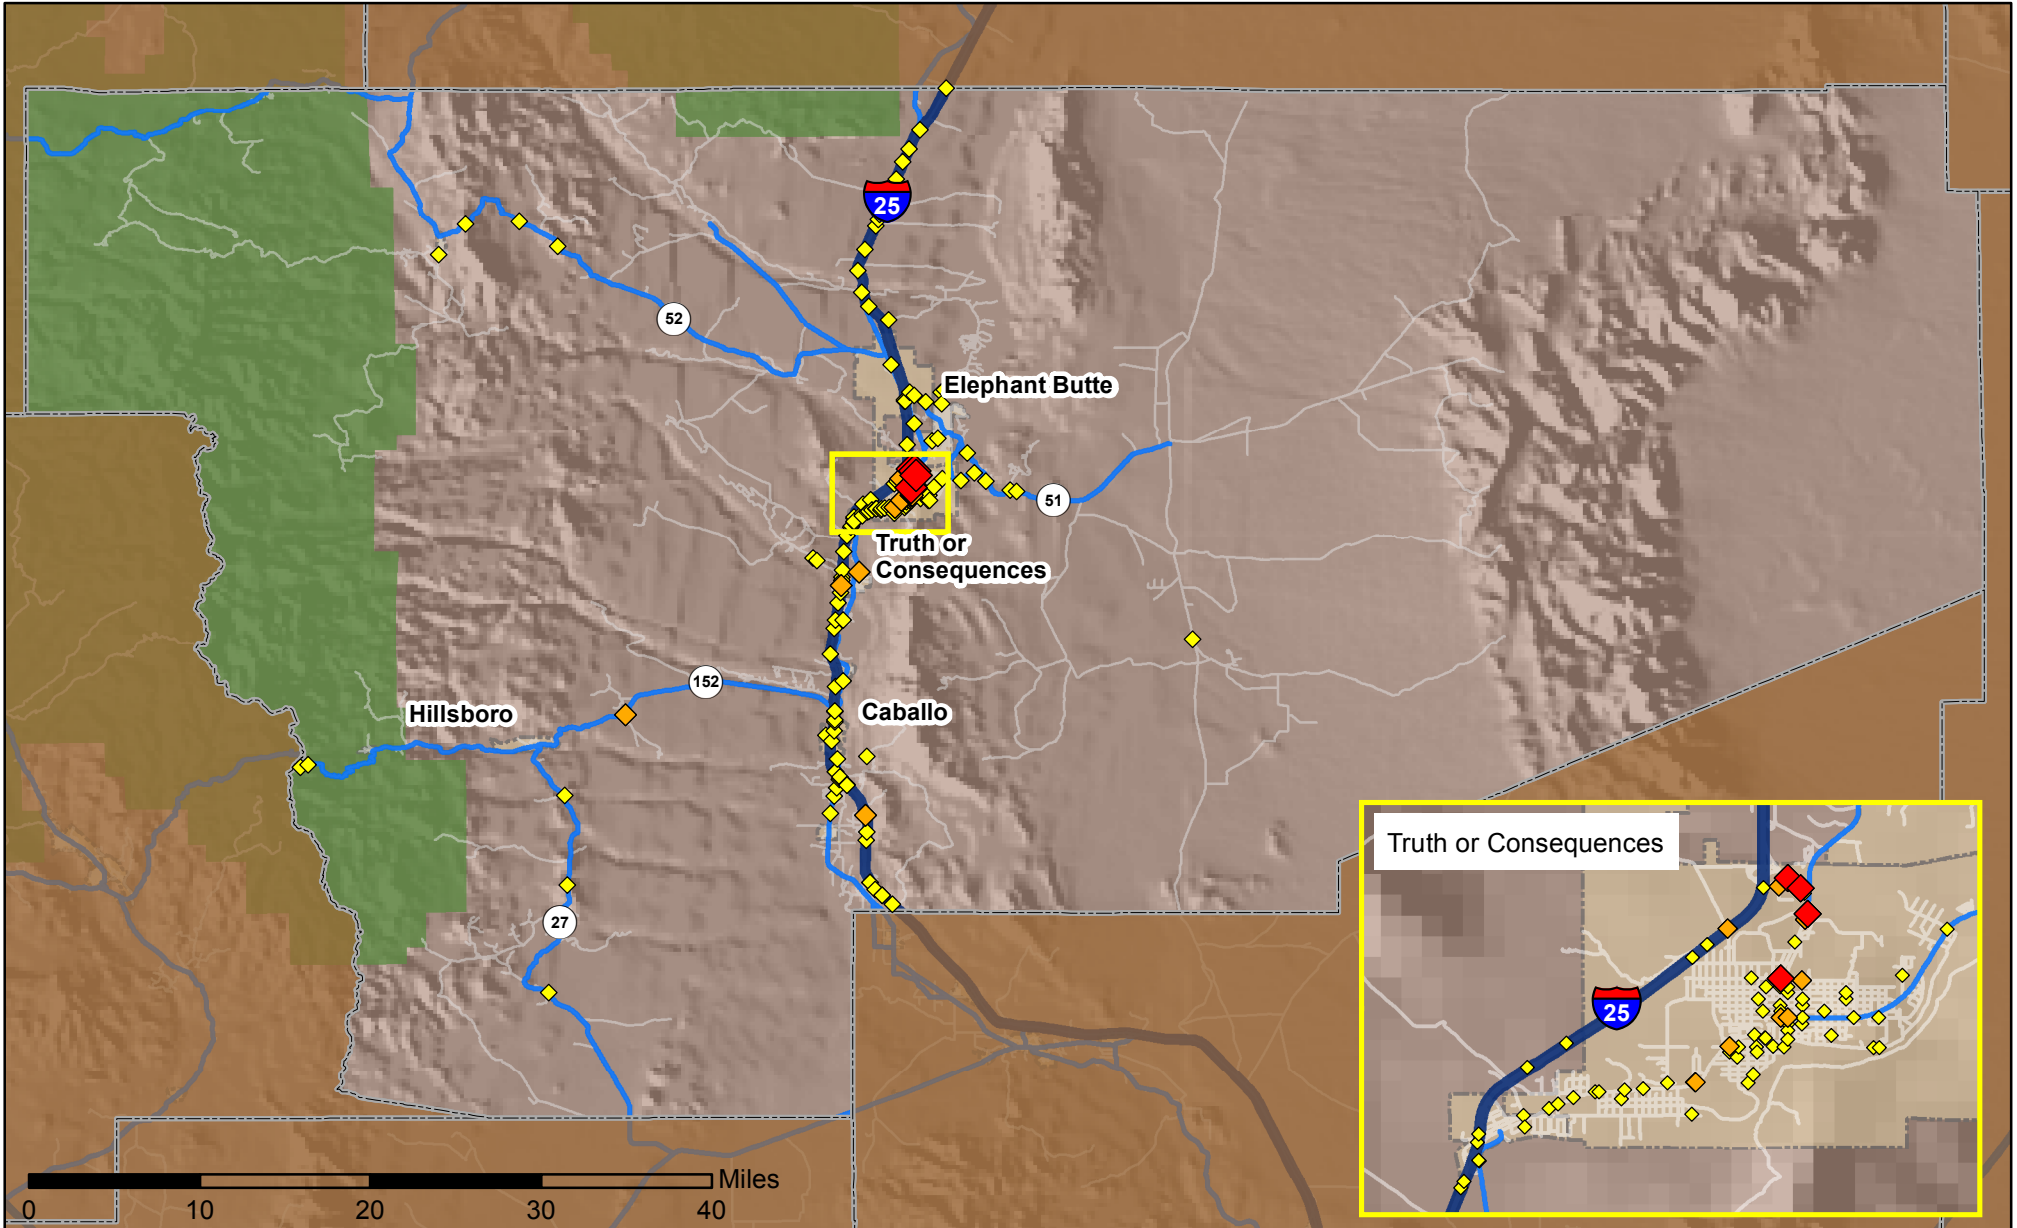 25
52
Elephant Butte
51
Truth or
Consequences
152
Hillsboro
Caballo
Truth or Consequences
27
25
Miles
0 10 20 30 40